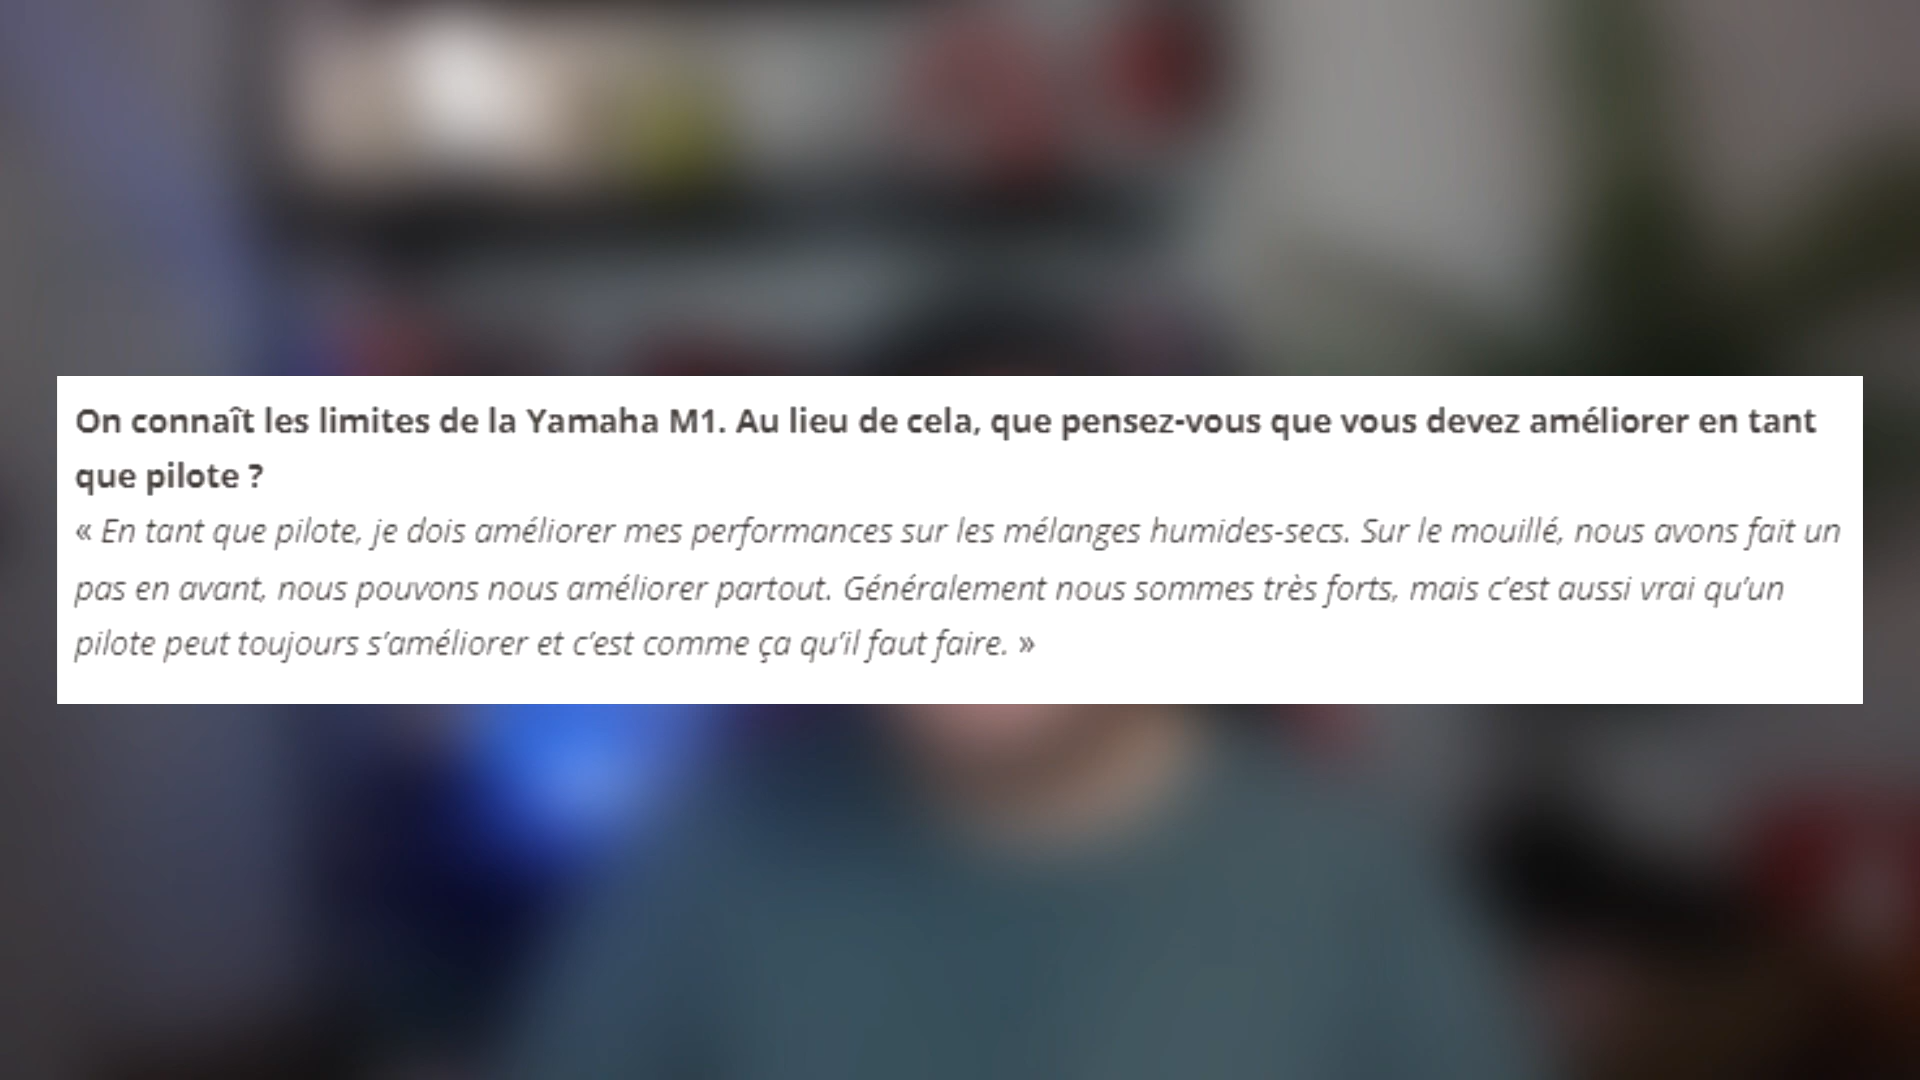 On connaît les limites de la Yamaha M1. Au lieu de cela, que pensez-vous que vous devez améliorer en tant
que pilote ?
« En tant que pilote, je dois améliorer mes performances sur les mélanges humides-secs. Sur le mouillé, nous avons fait un
pas en avant, nous pouvons nous améliorer partout. Généralement nous sommes très forts, mais c’est aussi vrai qu’un
pilote peut toujours s’améliorer et c’est comme ça qu’il faut faire. »